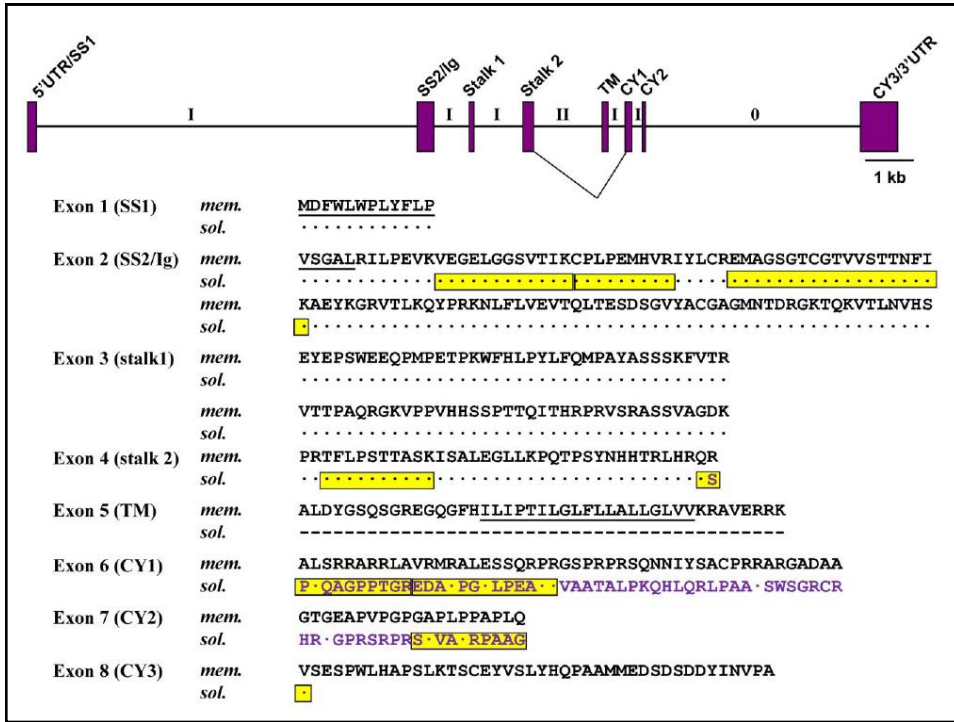 5'UTR/SS1 SS2/Ig Stalk 1 Stalk 2 TM CY1 CY2 CY3/3'UTR
I I I II I I 0
1 kb
Exon 1 (SS1) mem. MDFWLWPLYFLP
sol. ············
Exon 2 (SS2/Ig) mem. VSGALRILPEVKVEGELGGSVTIKCPLPEMHVRIYLCREMAGSGTCGTVVSTTNFI
sol. ························································
mem. KAEYKGRVTLKQYPRKNLFLVEVTQLTESDSGVYACGAGMNTDRGKTQKVTLNVHS
sol. ························································
Exon 3 (stalk1) mem. EYEPSWEEQPMPETPKWFHLPYLFQMPAYASSSKFVTR
sol. ······································
mem. VTTPAQRGKVPPVHHSSPTTQITHRPRVSRASSVAGDK
sol. ······································
Exon 4 (stalk 2) mem. PRTFLPSTTASKISALEGLLKPQTPSYNHHTRLHRQR
sol. ····································S
Exon 5 (TM) mem. ALDYGSQSGREGQGFHILIPTILGLFLLALLGLVVKRAVERRK
sol. -------------------------------------------
Exon 6 (CY1) mem. ALSRRARRLAVRMRALESSQRPRGSPRPRSQNNIYSACPRRARGADAA
sol. P·QAGPPTGREDA·PG·LPEA··VAATALPKQHLQRLPAA·SWSGRCR
Exon 7 (CY2) mem. GTGEAPVPGPGAPLPPAPLQ
sol. HR·GPRSRPRS·VA·RPAAG
Exon 8 (CY3) mem. VSESPWLHAPSLKTSCEYVSLYHQPAAMMEDSDSDDYINVPA
sol. ·